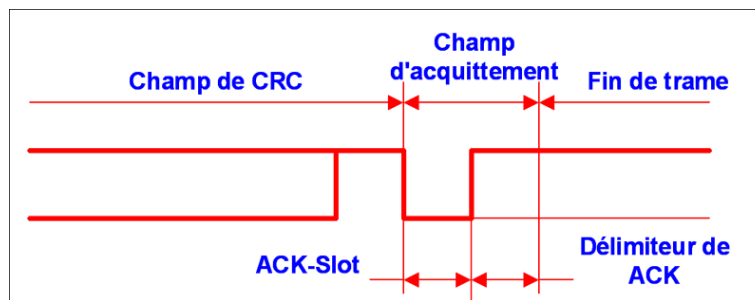 Champ
d'acquittement
Champ de CRC
Fin de trame
ACK-Slot
Délimiteur de
ACK